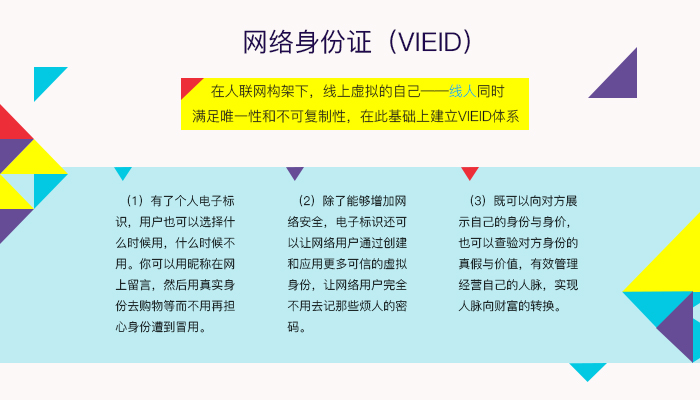 网络身份证（VIEID）
在人联网构架下，线上虚拟的自己——线人同时
满足唯一性和不可复制性，在此基础上建立VIEID体系
（1）有了个人电子标
识，用户也可以选择什
么时候用，什么时候不
用。你可以用昵称在网
上留言，然后用真实身
份去购物等而不用再担
心身份遭到冒用。
（2）除了能够增加网
络安全，电子标识还可
以让网络用户通过创建
和应用更多可信的虚拟
身份，让网络用户完全
不用去记那些烦人的密
码。
（3）既可以向对方展
示自己的身份与身价，
也可以查验对方身份的
真假与价值，有效管理
经营自己的人脉，实现
人脉向财富的转换。